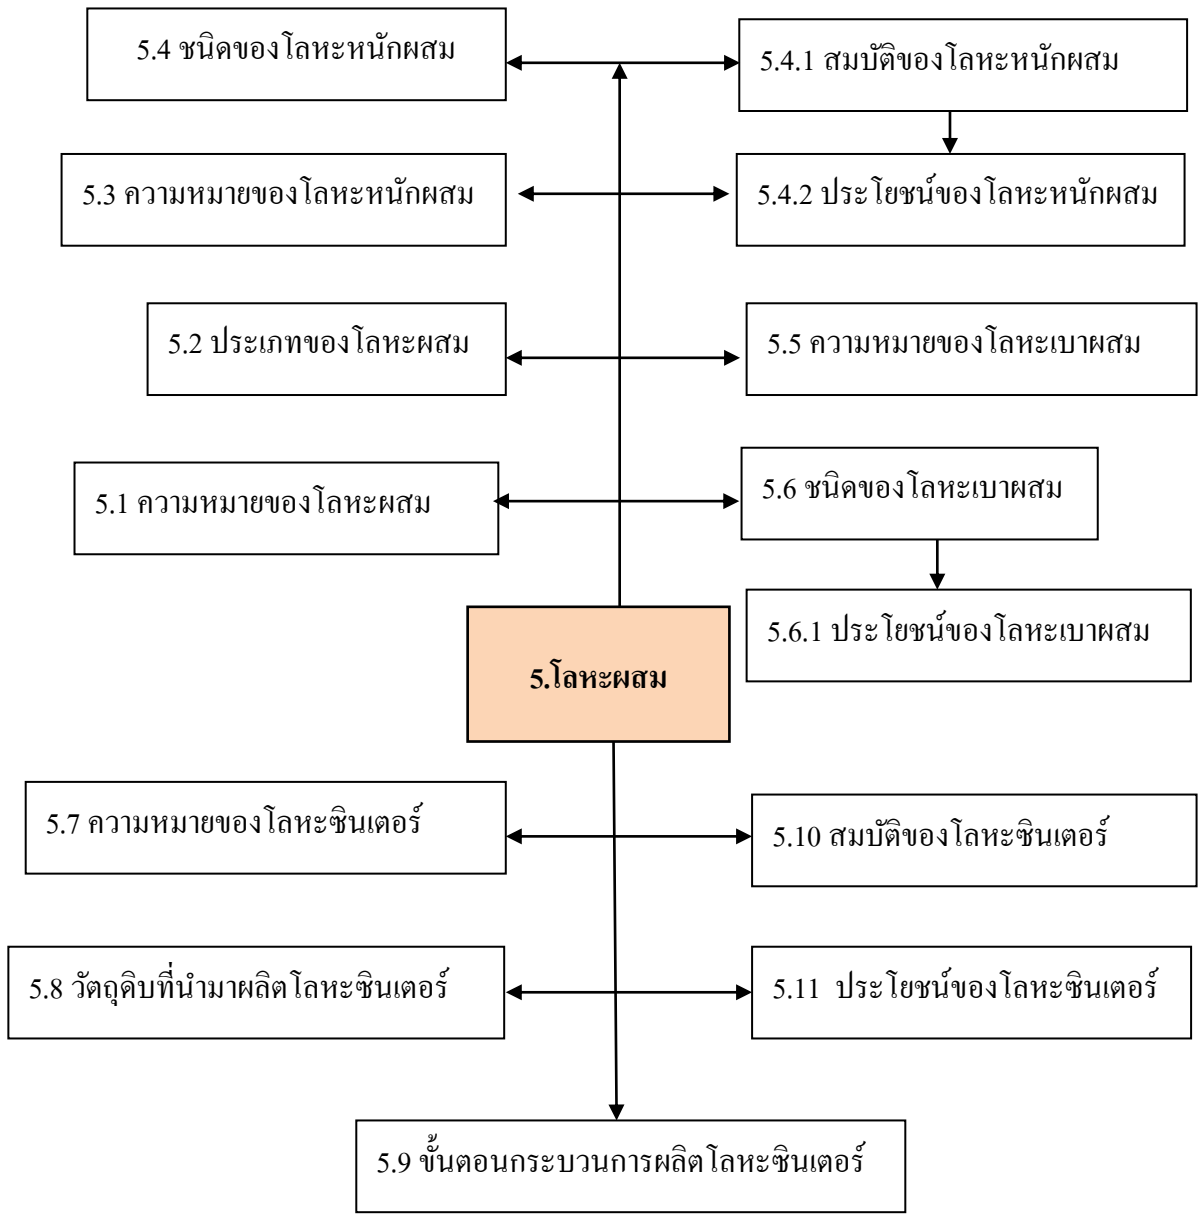 5.4 ชนิดของโลหะหนักผสม
5.4.1 สมบัติของโลหะหนักผสม
5.3 ความหมายของโลหะหนักผสม
5.4.2 ประโยชน์ของโลหะหนักผสม
5.2 ประเภทของโลหะผสม
5.5 ความหมายของโลหะเบาผสม
5.1 ความหมายของโลหะผสม
5.6 ชนิดของโลหะเบาผสม
5.6.1 ประโยชน์ของโลหะเบาผสม
5.โลหะผสม
5.7 ความหมายของโลหะซินเตอร์
5.10 สมบัติของโลหะซินเตอร์
5.8 วัตถุดิบที่นำมาผลิตโลหะซินเตอร์
5.11 ประโยชน์ของโลหะซินเตอร์
5.9 ขั้นตอนกระบวนการผลิตโลหะซินเตอร์